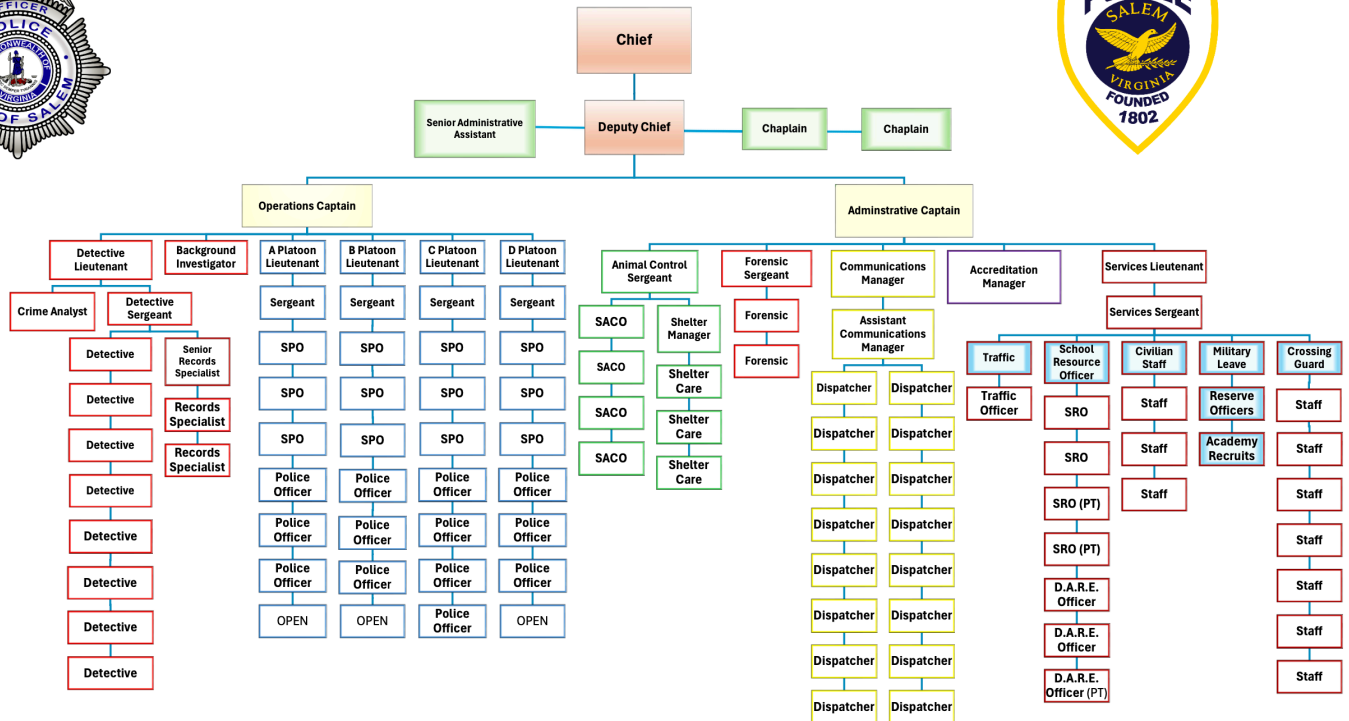 OFFICER
POLICE
COMMONWEALTH OF
VIRGINIA
OF SALEM
SALEM
VIRGINIA
FOUNDED
1802
Chief
Senior Administrative
Assistant
Deputy Chief
Chaplain
Chaplain
Operations Captain
Adminstrative Captain
Detective
Lieutenant
Background
Investigator
A Platoon
Lieutenant
B Platoon
Lieutenant
C Platoon
Lieutenant
D Platoon
Lieutenant
Animal Control
Sergeant
Forensic
Sergeant
Communications
Manager
Accreditation
Manager
Services Lieutenant
Crime Analyst
Detective
Sergeant
Sergeant
Sergeant
Sergeant
Sergeant
SACO
Shelter
Manager
Forensic
Assistant
Communications
Manager
Services Sergeant
Detective
Senior
Records
Specialist
SPO
SPO
SPO
SPO
SACO
Shelter
Care
Forensic
Traffic
School
Resource
Officer
Civilian
Staff
Military
Leave
Crossing
Guard
Detective
Records
Specialist
SPO
SPO
SPO
SPO
SACO
Shelter
Care
Dispatcher
Dispatcher
Traffic
Officer
SRO
Staff
Reserve
Officers
Staff
Detective
Records
Specialist
SPO
SPO
SPO
SPO
SACO
Shelter
Care
Dispatcher
Dispatcher
SRO
Staff
Academy
Recruits
Staff
Detective
Police
Officer
Police
Officer
Police
Officer
Police
Officer
Dispatcher
Dispatcher
SRO (PT)
Staff
Staff
Detective
Police
Officer
Police
Officer
Police
Officer
Police
Officer
Dispatcher
Dispatcher
SRO (PT)
Staff
Detective
Police
Officer
Police
Officer
Police
Officer
Police
Officer
Dispatcher
Dispatcher
D.A.R.E.
Officer
Staff
Detective
OPEN
OPEN
Police
Officer
OPEN
Dispatcher
Dispatcher
D.A.R.E.
Officer
Staff
Detective
Dispatcher
Dispatcher
D.A.R.E.
Officer (PT)
Staff
Dispatcher
Dispatcher